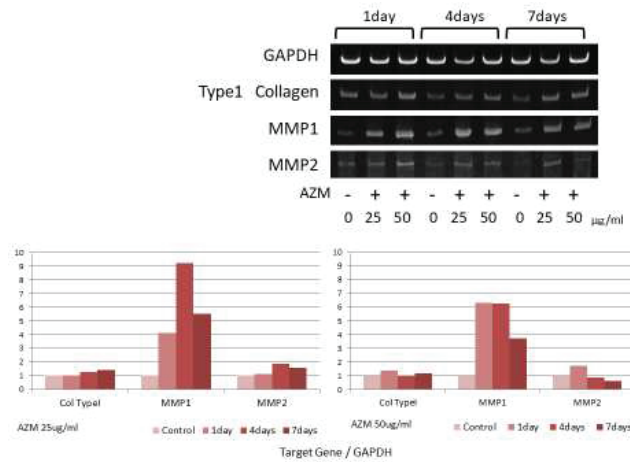 1day 4days 7days
GAPDH
Type1 Collagen
MMP1
MMP2
AZM - + + - + + - + +
0 25 50 0 25 50 0 25 50 µg/ml
10
9
8
7
6
5
4
3
2
1
0
Col TypeI MMP1 MMP2
AZM 25ug/ml Control 1day 4days 7days
10
9
8
7
6
5
4
3
2
1
0
Col TypeI MMP1 MMP2
AZM 50ug/ml Control 1day 4days 7days
Target Gene / GAPDH